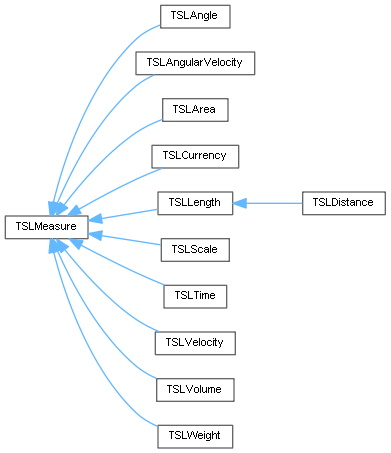 TSLAngle
TSLAngularVelocity
TSLArea
TSLCurrency
TSLLength
TSLDistance
TSLMeasure
TSLScale
TSLTime
TSLVelocity
TSLVolume
TSLWeight